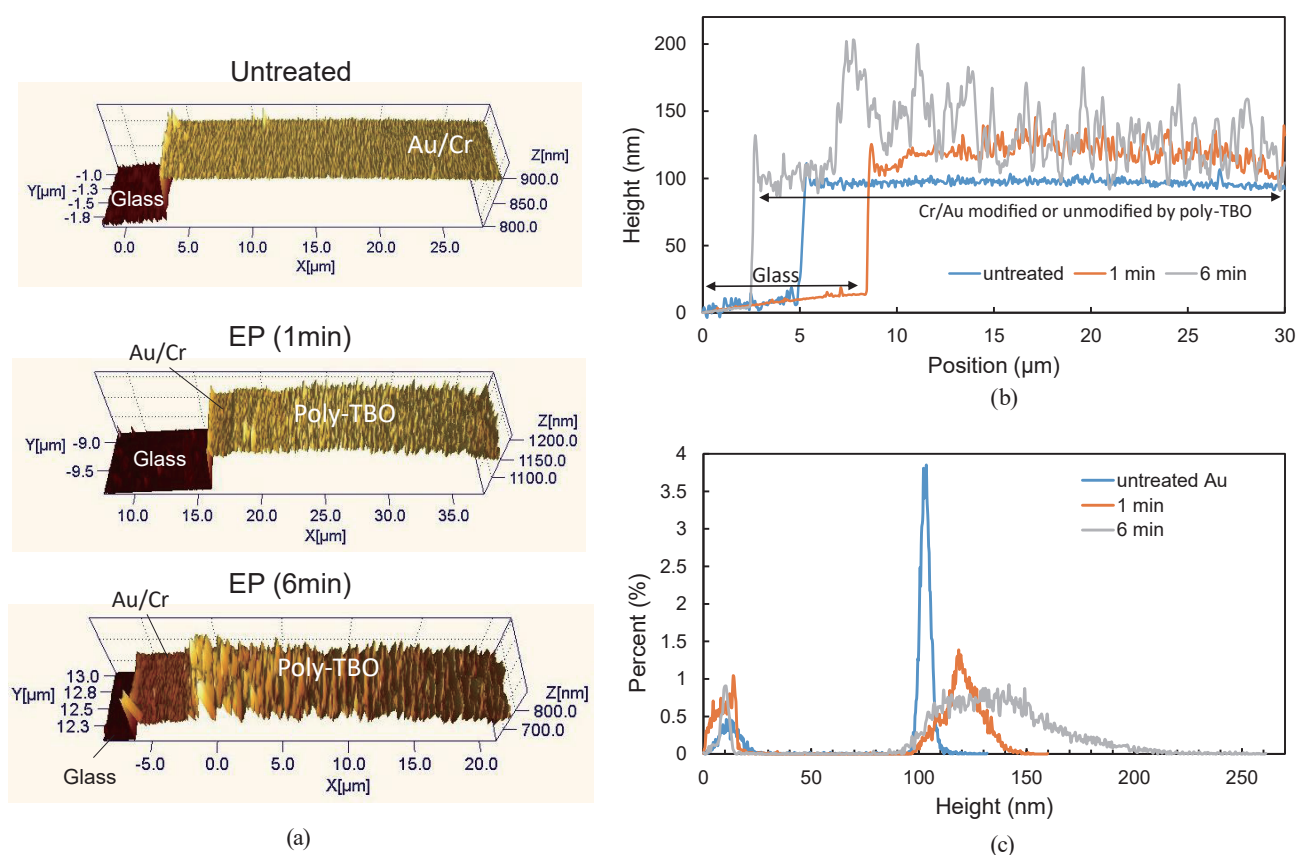 Untreated
Au/Cr
Glass
Z[nm]
900.0
850.0
800.0
Y[µm]
-1.0
-1.3
-1.5
-1.8
0.0 5.0 10.0 15.0 20.0 25.0
X[µm]
EP (1min)
Au/Cr
Poly-TBO
Glass
Z[nm]
1200.0
1150.0
1100.0
Y[µm]
-9.0
-9.5
10.0 15.0 20.0 25.0 30.0 35.0
X[µm]
EP (6min)
Au/Cr
Poly-TBO
Z[nm]
800.0
700.0
Y[µm]
13.0
12.8
12.5
12.3
Glass
-5.0 0.0 5.0 10.0 15.0 20.0
X[µm]
(a)
Height (nm)
200
150
100
50
0
Cr/Au modified or unmodified by poly-TBO
Glass
untreated 1 min 6 min
0 5 10 15 20 25 30
Position (µm)
(b)
Percent (%)
4
3.5
3
2.5
2
1.5
1
0.5
0
untreated Au
1 min
6 min
0 50 100 150 200 250
Height (nm)
(c)